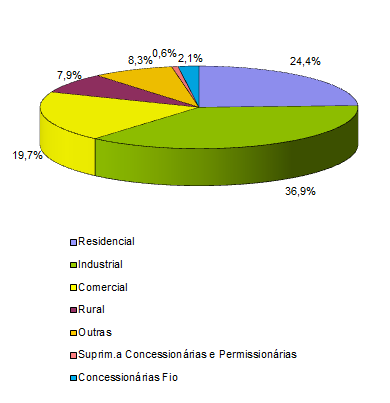 0,6%
8,3%
2,1%
24,4%
7,9%
19,7%
36,9%
Residencial
Industrial
Comercial
Rural
Outras
Suprim.a Concessionárias e Permissionárias
Concessionárias Fio